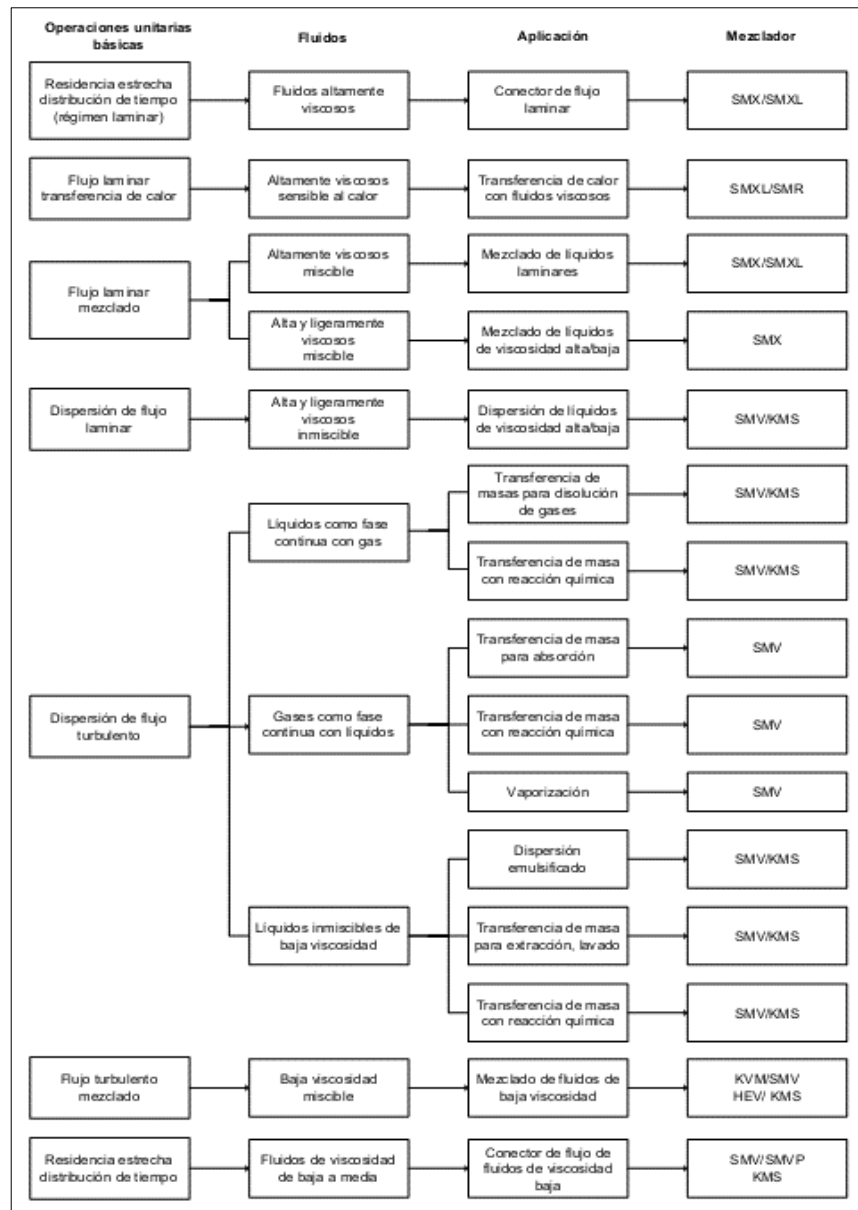 Operaciones unitarias
básicas
Fluidos
Aplicación
Mezclador
Residencia estrecha
distribución de tiempo
(régimen laminar)
Fluidos altamente
viscosos
Conector de flujo
laminar
SMX/SMXL
Flujo laminar
transferencia de calor
Altamente viscosos
sensible al calor
Transferencia de calor
con fluidos viscosos
SMXL/SMR
Flujo laminar
mezclado
Altamente viscosos
miscible
Mezclado de líquidos
laminares
SMX/SMXL
Alta y ligeramente
viscosos
miscible
Mezclado de líquidos
de viscosidad alta/baja
SMX
Dispersión de flujo
laminar
Alta y ligeramente
viscosos
inmiscible
Dispersión de líquidos
de viscosidad alta/baja
SMV/KMS
Dispersión de flujo
turbulento
Líquidos como fase
continua con gas
Transferencia de
masas para disolución
de gases
SMV/KMS
Transferencia de masa
con reacción química
SMV/KMS
Gases como fase
continua con líquidos
Transferencia de masa
para absorción
SMV
Transferencia de masa
con reacción química
SMV
Vaporización
SMV
Líquidos inmiscibles de
baja viscosidad
Dispersión
emulsificado
SMV/KMS
Transferencia de masa
para extracción, lavado
SMV/KMS
Transferencia de masa
con reacción química
SMV/KMS
Flujo turbulento
mezclado
Baja viscosidad
miscible
Mezclado de fluidos de
baja viscosidad
KVM/SMV
HEV/ KMS
Residencia estrecha
distribución de tiempo
Fluidos de viscosidad
de baja a media
Conector de flujo de
fluidos de viscosidad
baja
SMV/SMVP
KMS